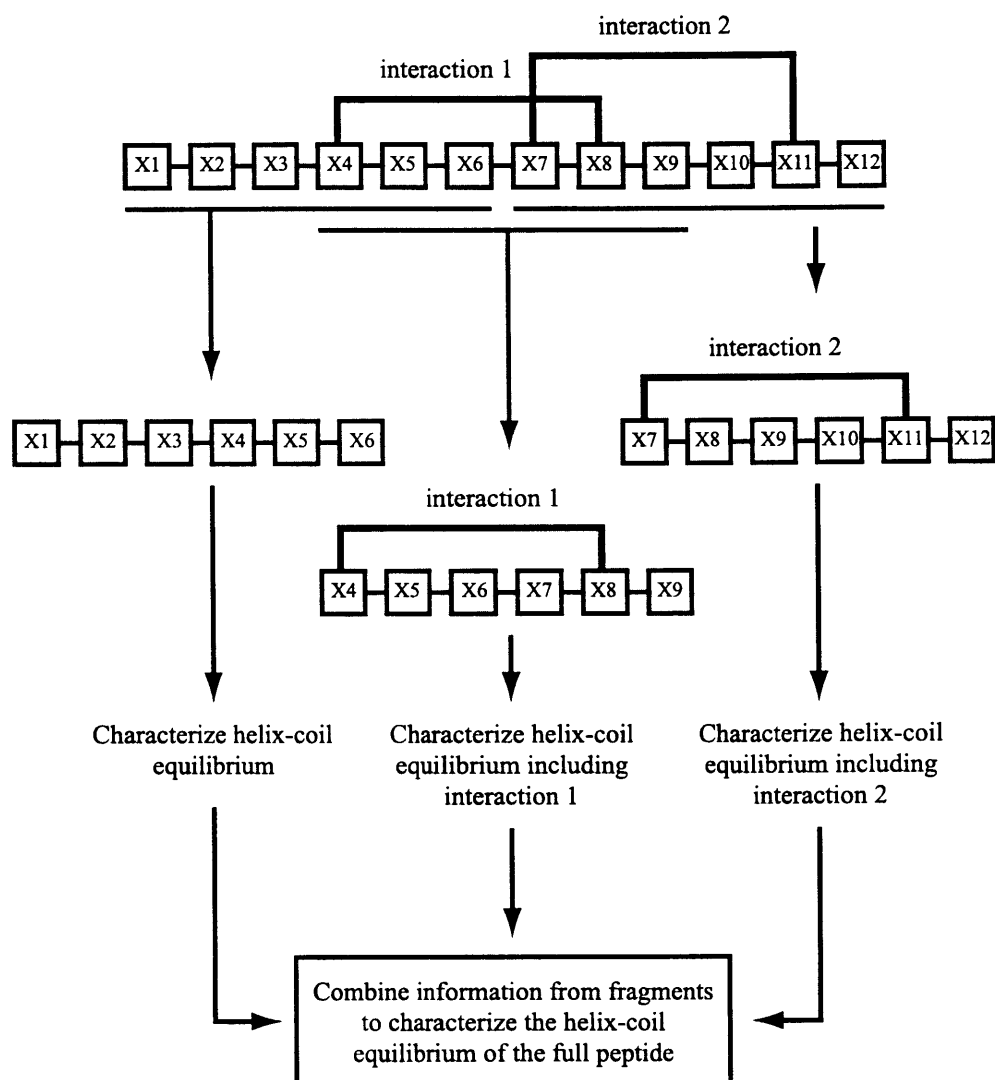 interaction 2
interaction 1
X1 X2 X3 X4 X5 X6 X7 X8 X9 X10 X11 X12
interaction 2
X1 X2 X3 X4 X5 X6
X7 X8 X9 X10 X11 X12
interaction 1
X4 X5 X6 X7 X8 X9
Characterize helix-coil
equilibrium
Characterize helix-coil
equilibrium including
interaction 1
Characterize helix-coil
equilibrium including
interaction 2
Combine information from fragments
to characterize the helix-coil
equilibrium of the full peptide